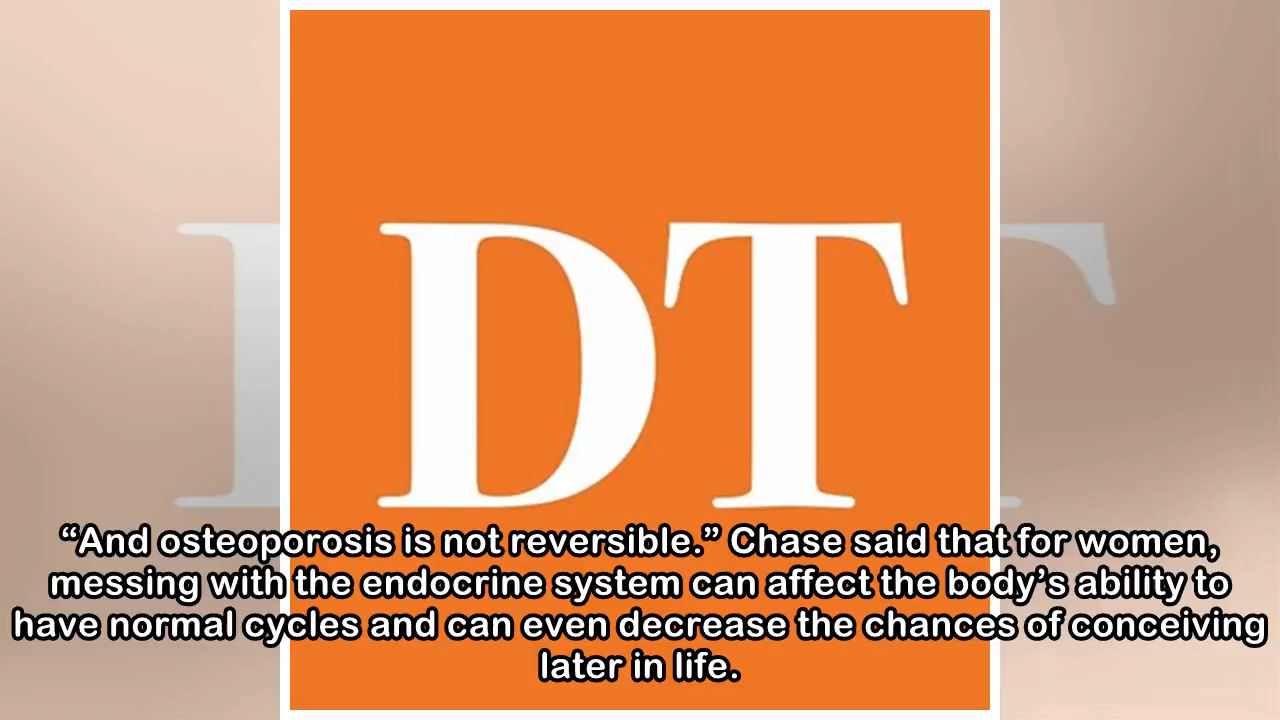 DT
“And osteoporosis is not reversible.” Chase said that for women,
messing with the endocrine system can affect the body’s ability to
have normal cycles and can even decrease the chances of conceiving
later in life.